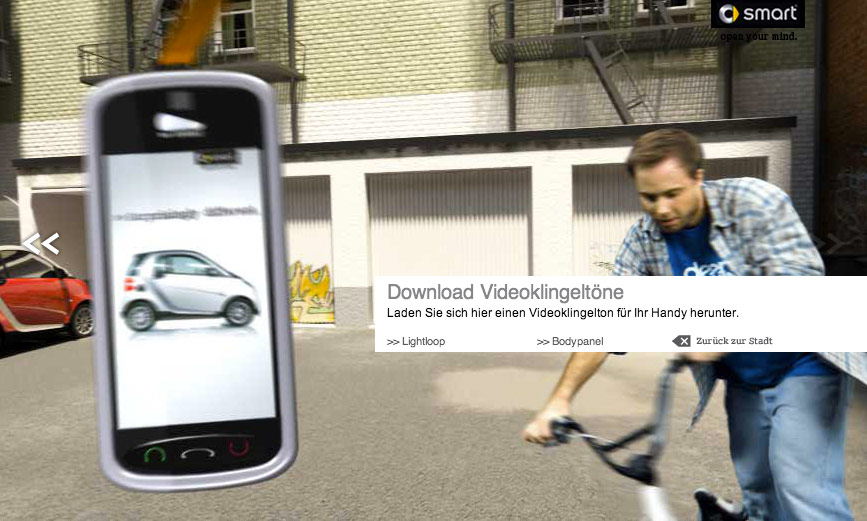 smart
open your mind.
Download Videoklingeltöne
Laden Sie sich hier einen Videoklingelton für Ihr Handy herunter.
>> Lightloop
>> Bodypanel
Zurück zur Stadt